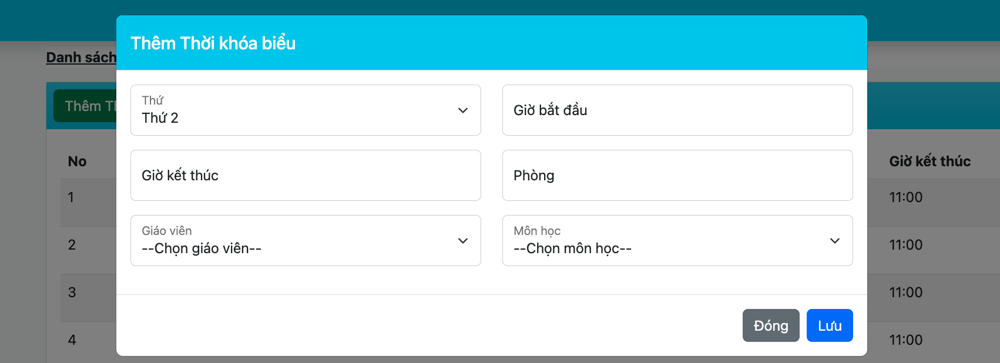 Thêm Thời khóa biểu
Danh sách
Thêm Th
Thứ
Thứ 2
Giờ bắt đầu
No
Giờ kết thúc
Phòng
Giờ kết thúc
1
11:00
Giáo viên
--Chọn giáo viên--
Môn học
--Chọn môn học--
2
11:00
3
11:00
Đóng
Lưu
4
11:00